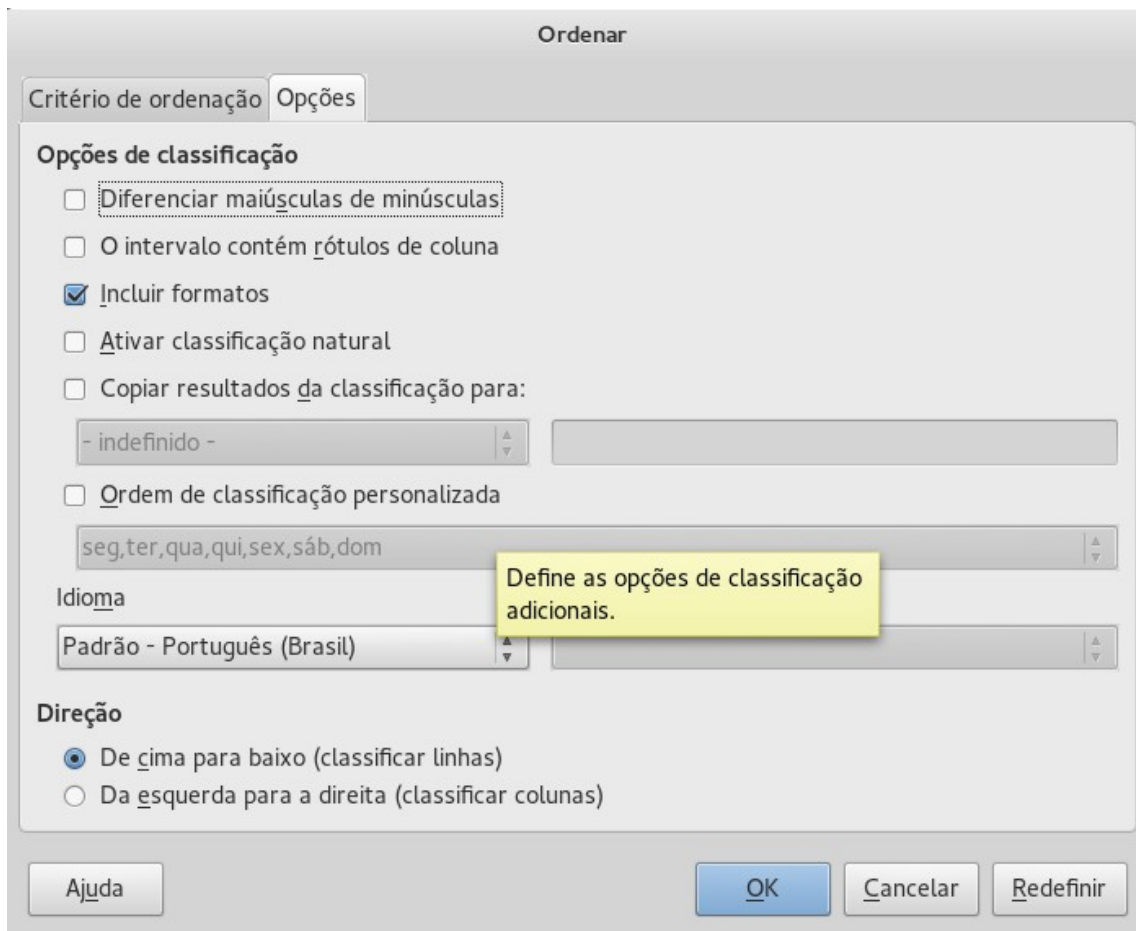 Ordenar
Critério de ordenação
Opções
Opções de classificação
Diferenciar maiúsculas de minúsculas
O intervalo contém rótulos de coluna
Incluir formatos
Ativar classificação natural
Copiar resultados da classificação para:
- indefinido -
Ordem de classificação personalizada
seg,ter,qua,qui,sex,sáb,dom
Define as opções de classificação
adicionais.
Idioma
Padrão - Português (Brasil)
Direção
De cima para baixo (classificar linhas)
Da esquerda para a direita (classificar colunas)
Ajuda
OK
Cancelar
Redefinir